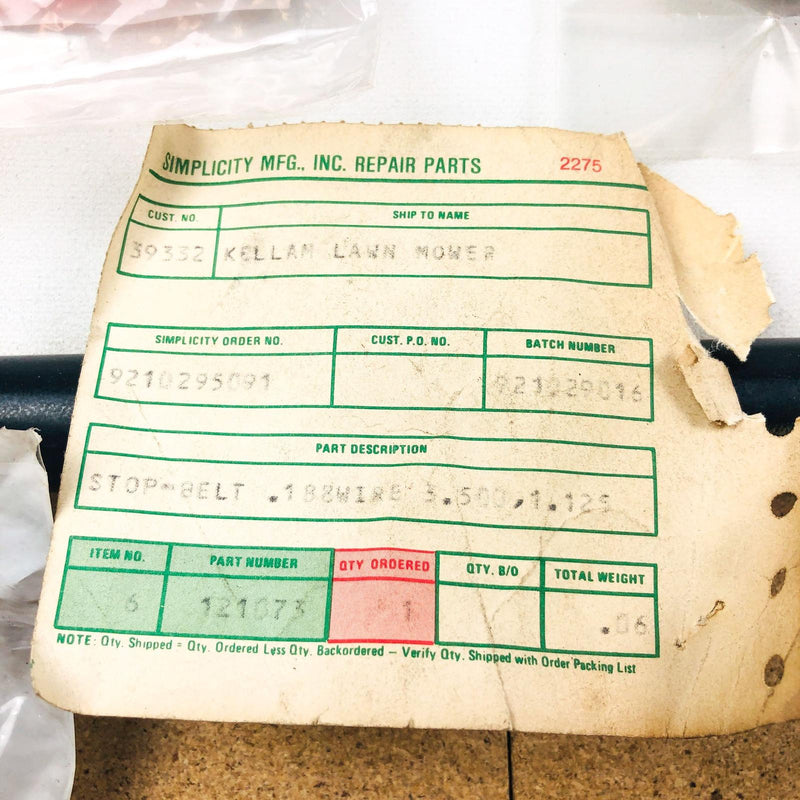 SIMPLICITY MFG., INC. REPAIR PARTS 2275
CUST. NO. SHIP TO NAME
39332 KELLAM LAWN MOWER
SIMPLICITY ORDER NO. CUST. P.O. NO. BATCH NUMBER
9210295091 921029016
PART DESCRIPTION
STOP-BELT .188WIRE 3.500,1.125
ITEM NO. PART NUMBER QTY ORDERED QTY. B/O TOTAL WEIGHT
6 121673 1 .06
NOTE: Qty. Shipped = Qty. Ordered Less Qty. Backordered – Verify Qty. Shipped with Order Packing List